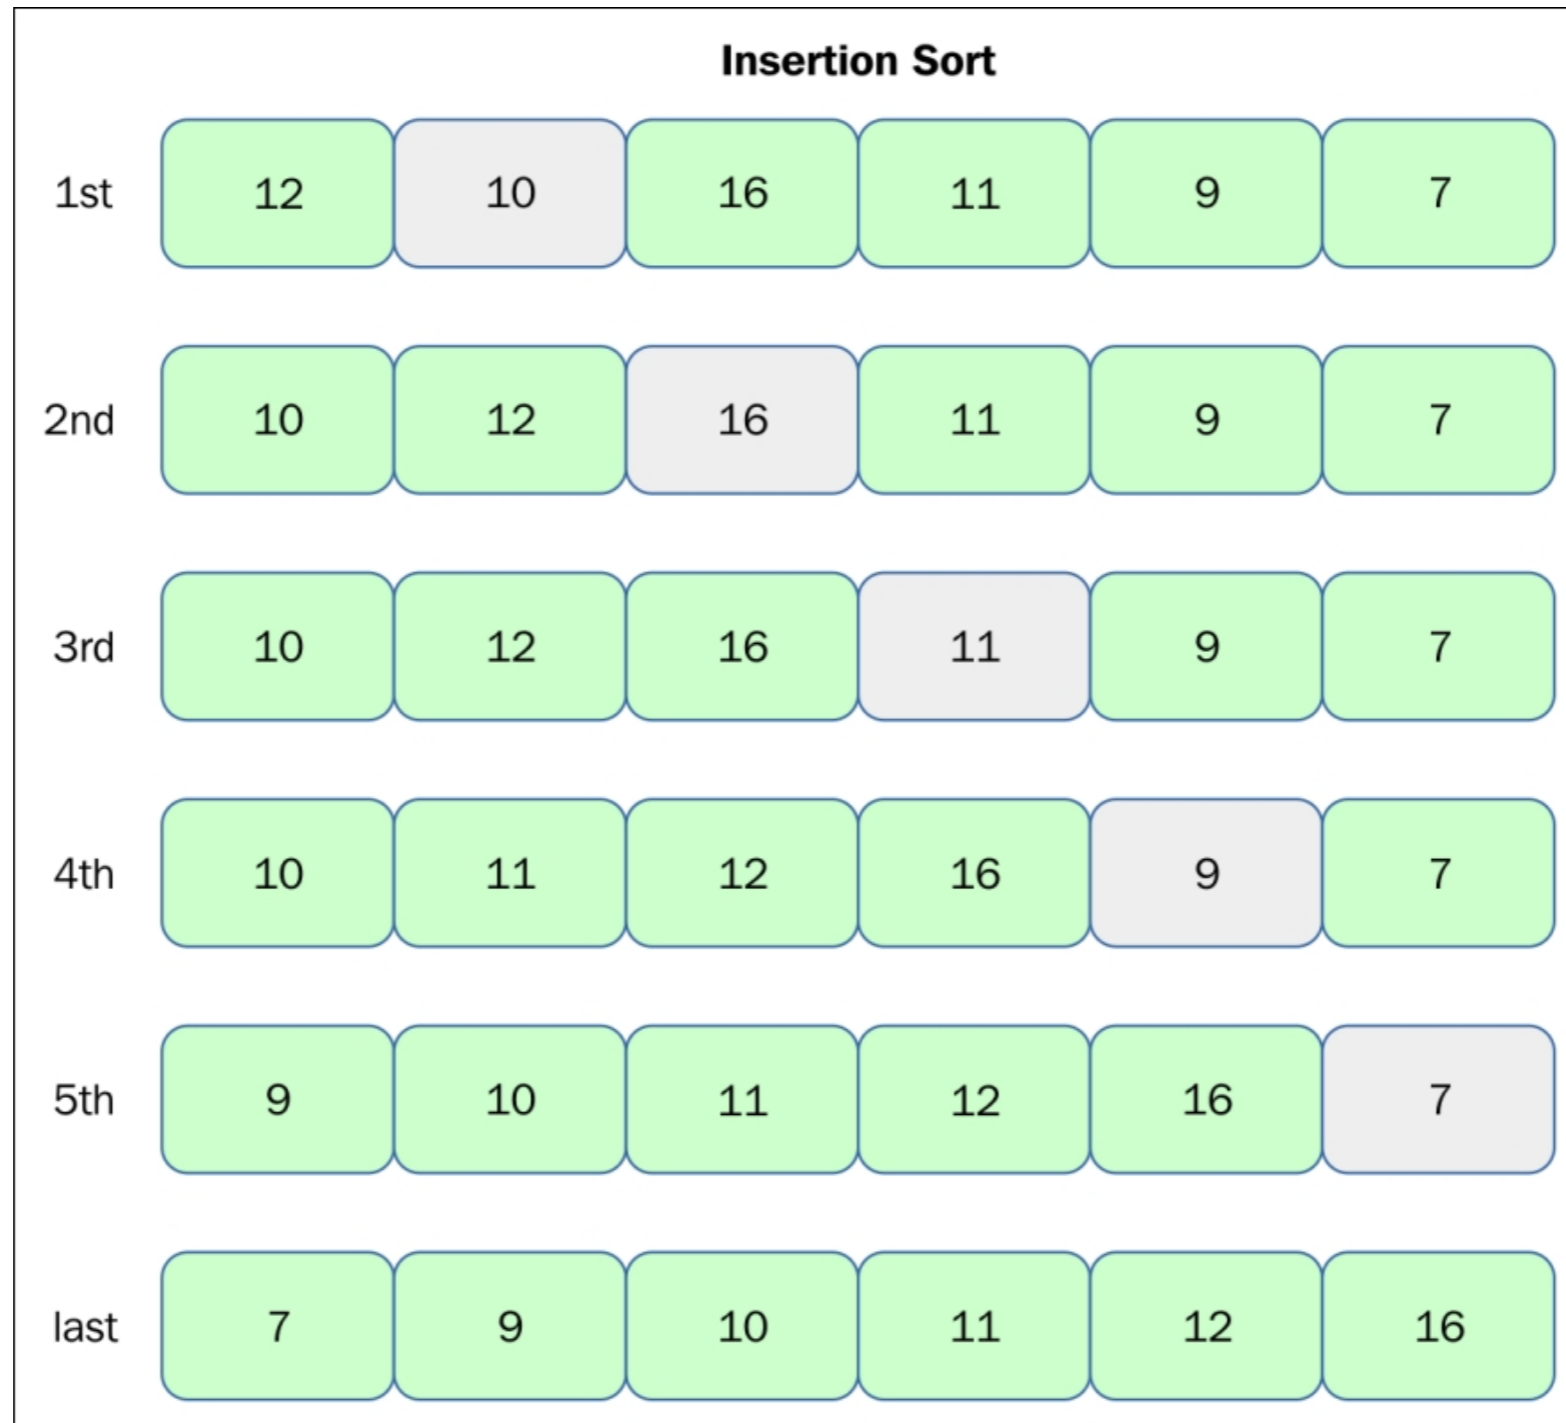 Insertion Sort
1st 12 10 16 11 9 7
2nd 10 12 16 11 9 7
3rd 10 12 16 11 9 7
4th 10 11 12 16 9 7
5th 9 10 11 12 16 7
last 7 9 10 11 12 16